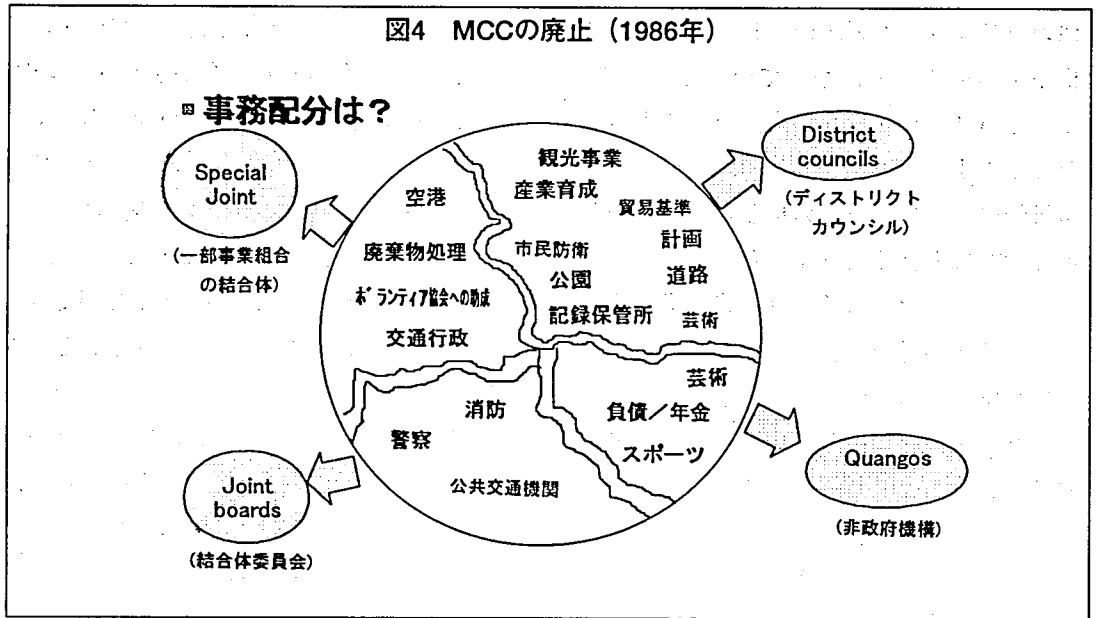 図4 MCCの廃止(1986年)
事務配分は?
Special
Joint
(一部事業組合
の結合体)
District
councils
(ディストリクト
カウンシル)
空港
廃棄物処理
ボランティア協会への助成
交通行政
観光事業
産業育成
貿易基準
市民防衛
計画
公園
道路
記録保管所
芸術
消防
警察
公共交通機関
芸術
負債/年金
スポーツ
Joint
boards
(結合体委員会)
Quangos
(非政府機構)